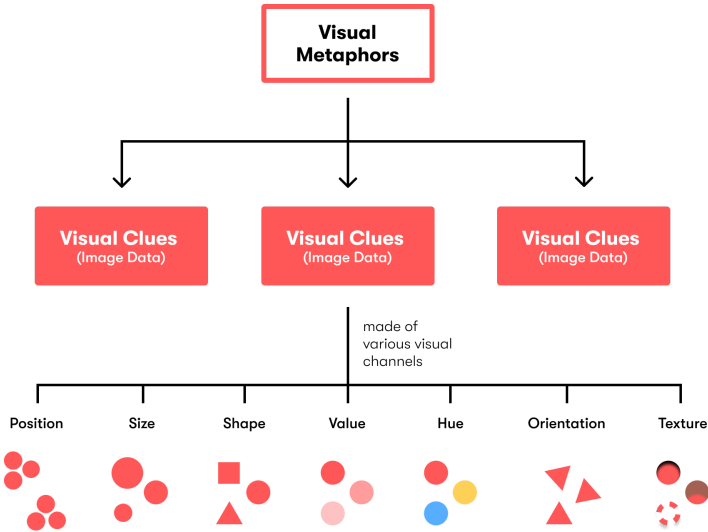 Visual
Metaphors
Visual Clues
(Image Data)
Visual Clues
(Image Data)
Visual Clues
(Image Data)
made of
various visual
channels
Position
Size
Shape
Value
Hue
Orientation
Texture